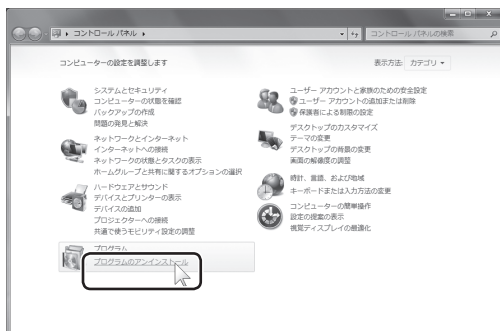 コントロール パネル
コントロール パネルの検索
コンピューターの設定を調整します
表示方法: カテゴリ
システムとセキュリティ
コンピューターの状態を確認
バックアップの作成
問題の発見と解決
ネットワークとインターネット
インターネットへの接続
ネットワークの状態とタスクの表示
ホームグループと共有に関するオプションの選択
ハードウェアとサウンド
デバイスとプリンターの表示
デバイスの追加
プロジェクターへの接続
共通で使うモビリティ設定の調整
プログラム
プログラムのアンインストール
ユーザー アカウントと家族のための安全設定
ユーザー アカウントの追加または削除
保護者による制限の設定
デスクトップのカスタマイズ
テーマの変更
デスクトップの背景の変更
画面の解像度の調整
時計、言語、および地域
キーボードまたは入力方法の変更
コンピューターの簡単操作
設定の提案の表示
視覚ディスプレイの最適化